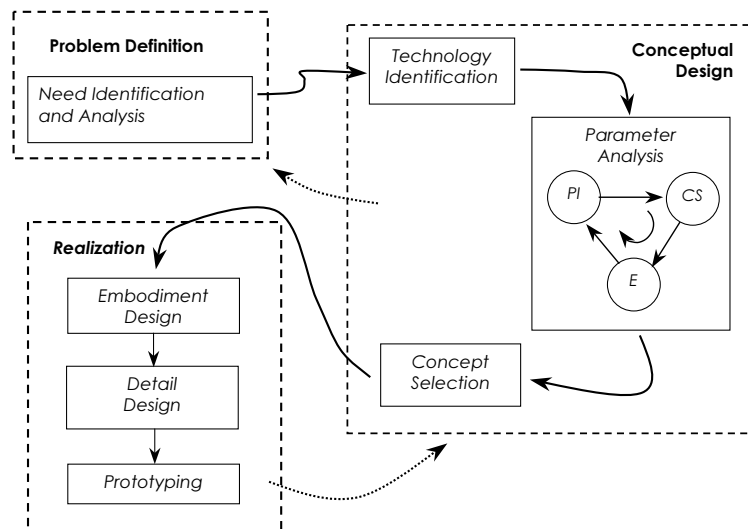 Problem Definition
Need Identification
and Analysis
Technology
Identification
Conceptual
Design
Parameter
Analysis
PI
CS
E
Concept
Selection
Realization
Embodiment
Design
Detail
Design
Prototyping